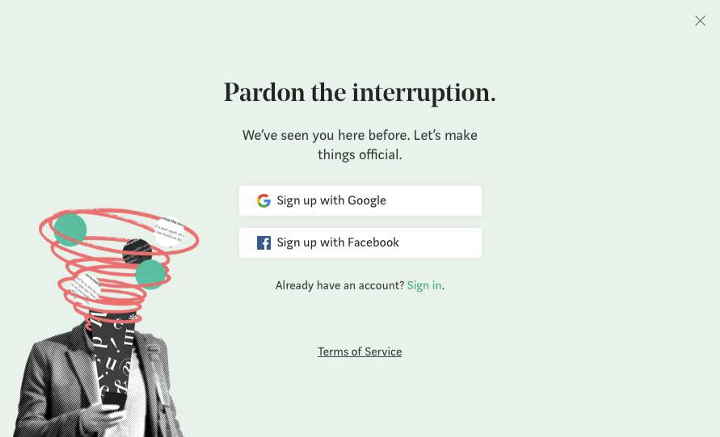 Pardon the interruption.
We've seen you here before. Let's make
things official.
Sign up with Google
Sign up with Facebook
Already have an account? Sign in.
Terms of Service